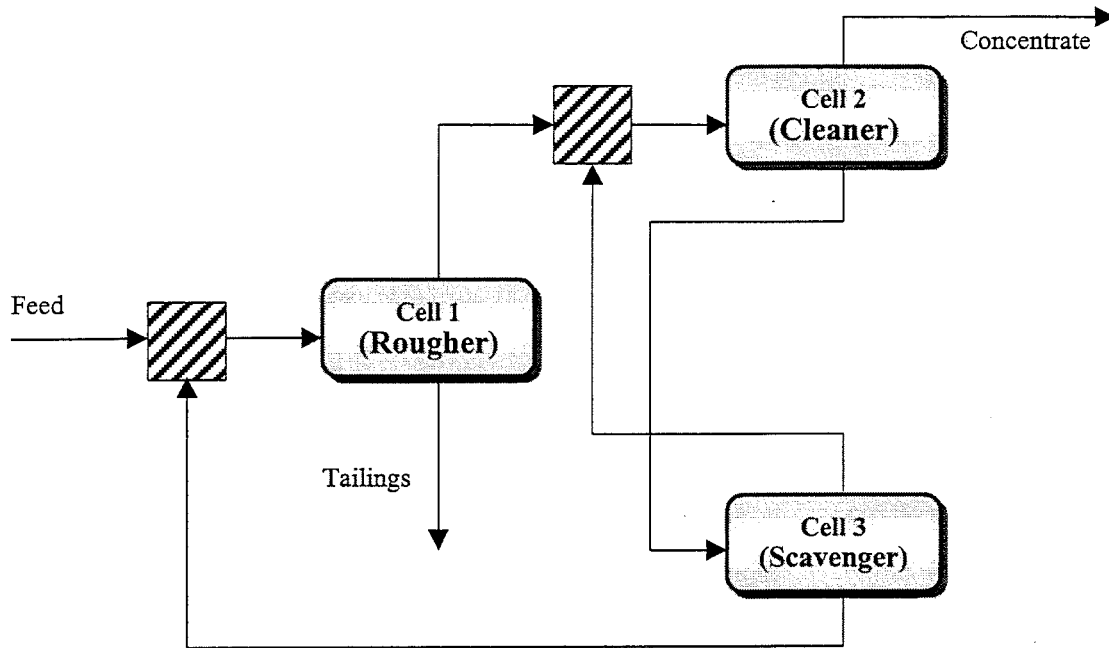 Concentrate
Cell 2
(Cleaner)
Feed
Cell 1
(Rougher)
Tailings
Cell 3
(Scavenger)